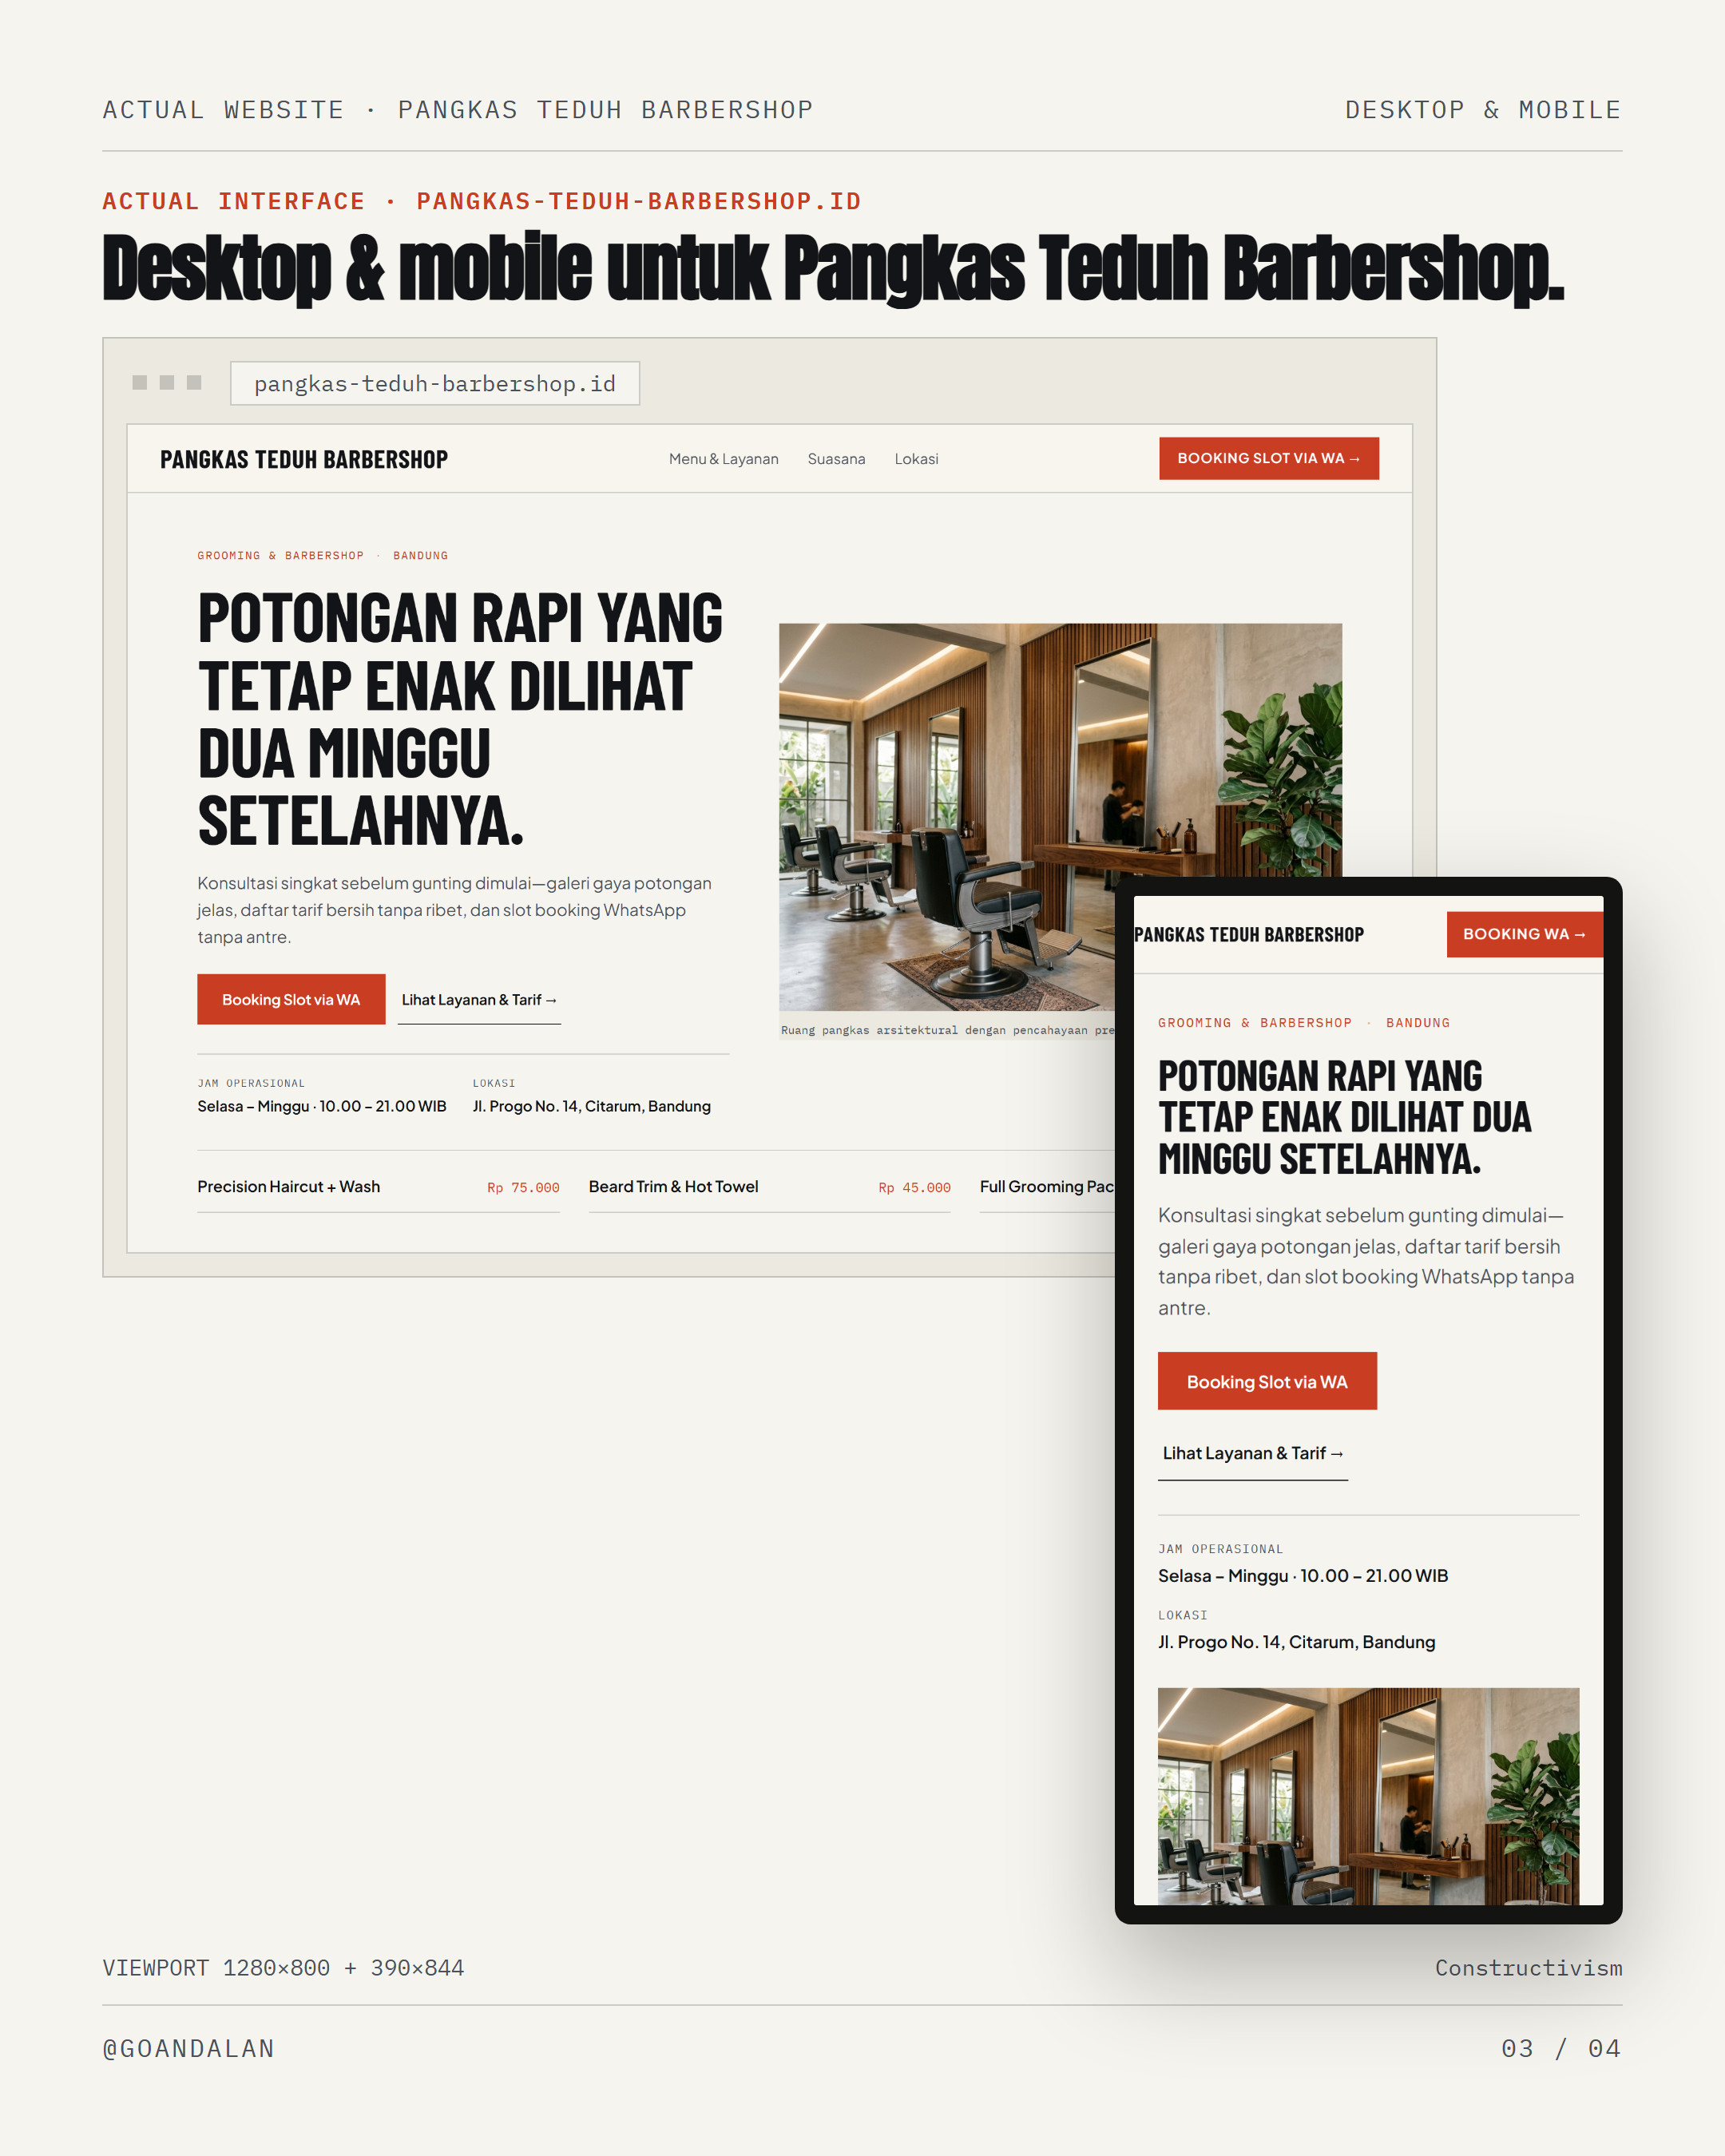 ACTUAL WEBSITE · PANGKAS TEDUH BARBERSHOP
DESKTOP & MOBILE
ACTUAL INTERFACE · PANGKAS-TEDUH-BARBERSHOP.ID
Desktop & mobile untuk Pangkas Teduh Barbershop.
pangkas-teduh-barbershop.id
PANGKAS TEDUH BARBERSHOP
Menu & Layanan
Suasana
Lokasi
BOOKING SLOT VIA WA →
GROOMING & BARBERSHOP · BANDUNG
POTONGAN RAPI YANG
TETAP ENAK DILIHAT
DUA MINGGU
SETELAHNYA.
Konsultasi singkat sebelum gunting dimulai—galeri gaya potongan
jelas, daftar tarif bersih tanpa ribet, dan slot booking WhatsApp
tanpa antre.
Booking Slot via WA
Lihat Layanan & Tarif →
JAM OPERASIONAL
Selasa – Minggu · 10.00 – 21.00 WIB
LOKASI
Jl. Progo No. 14, Citarum, Bandung
Ruang pangkas arsitektural dengan pencahayaan pre
Precision Haircut + Wash
Rp 75.000
Beard Trim & Hot Towel
Rp 45.000
Full Grooming Pac
PANGKAS TEDUH BARBERSHOP
BOOKING WA →
GROOMING & BARBERSHOP · BANDUNG
POTONGAN RAPI YANG
TETAP ENAK DILIHAT DUA
MINGGU SETELAHNYA.
Konsultasi singkat sebelum gunting dimulai—
galeri gaya potongan jelas, daftar tarif bersih
tanpa ribet, dan slot booking WhatsApp tanpa
antre.
Booking Slot via WA
Lihat Layanan & Tarif →
JAM OPERASIONAL
Selasa – Minggu · 10.00 – 21.00 WIB
LOKASI
Jl. Progo No. 14, Citarum, Bandung
VIEWPORT 1280×800 + 390×844
Constructivism
@GOANDALAN
03 / 04